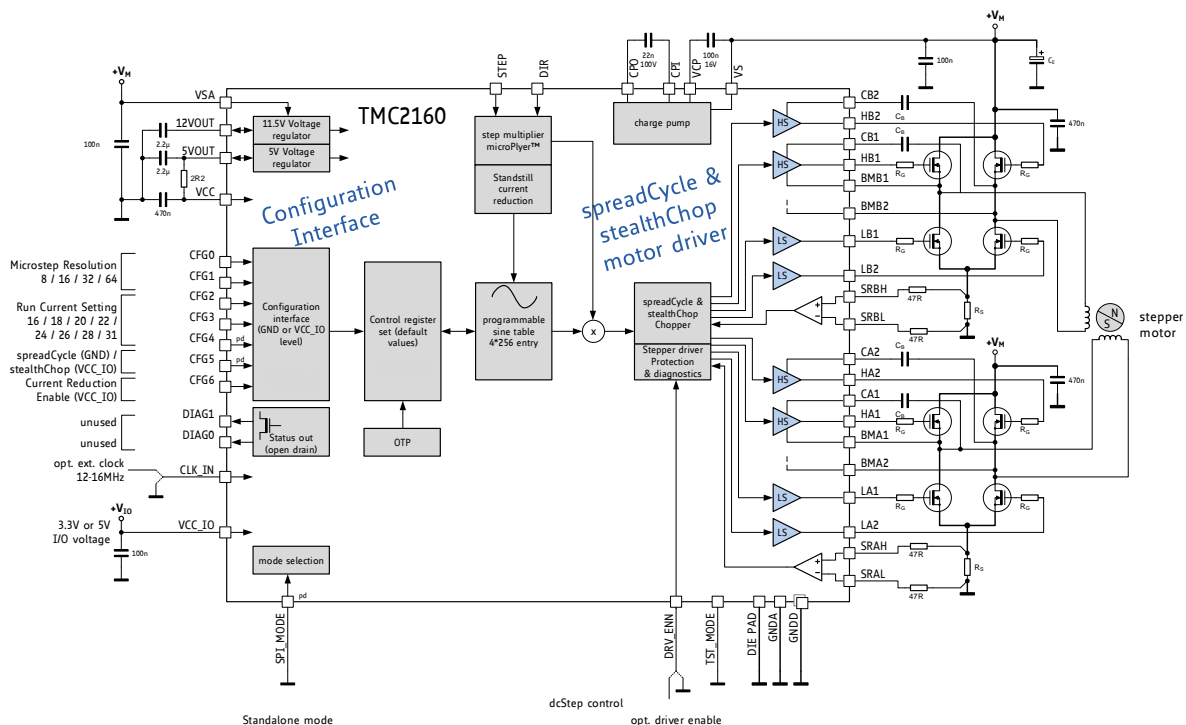 +VM
22n
100V
100n
16V
100n
CE
CPO
CPI
VCP
VS
STEP
DIR
+VM
VSA
TMC2160
12VOUT
11.5V Voltage
regulator
5VOUT
5V Voltage
regulator
100n
2.2µ
2.2µ
2R2
VCC
470n
step multiplier
microPlyer™
Standstill
current
reduction
charge pump
Configuration
Interface
spreadCycle &
stealthChop
motor driver
HS
HS
LS
LS
CB2
CB
HB2
CB1
CB
HB1
RG
RG
BMB1
BMB2
LB1
RG
RG
LB2
SRBH
47R
RS
SRBL
47R
470n
Microstep Resolution
8 / 16 / 32 / 64
Run Current Setting
16 / 18 / 20 / 22 /
24 / 26 / 28 / 31
spreadCycle (GND) /
stealthChop (VCC_IO)
Current Reduction
Enable (VCC_IO)
unused
unused
opt. ext. clock
12-16MHz
CFG0
CFG1
CFG2
CFG3
CFG4
pd
CFG5
pd
CFG6
DIAG1
DIAG0
CLK_IN
Configuration
interface
(GND or VCC_IO
level)
Control register
set (default
values)
programmable
sine table
4*256 entry
x
spreadCycle &
stealthChop
Chopper
Stepper driver
Protection
& diagnostics
Status out
(open drain)
OTP
+VM
N
S
stepper
motor
HS
HS
LS
LS
CA2
CB
HA2
CA1
CB
HA1
RG
RG
BMA1
BMA2
LA1
RG
RG
LA2
SRAH
47R
RS
SRAL
47R
470n
+VIO
3.3V or 5V
I/O voltage
VCC_IO
100n
mode selection
pd
SPI_MODE
DRV_ENN
TST_MODE
DIE PAD
GNDA
GNDD
dcStep control
Standalone mode
opt. driver enable